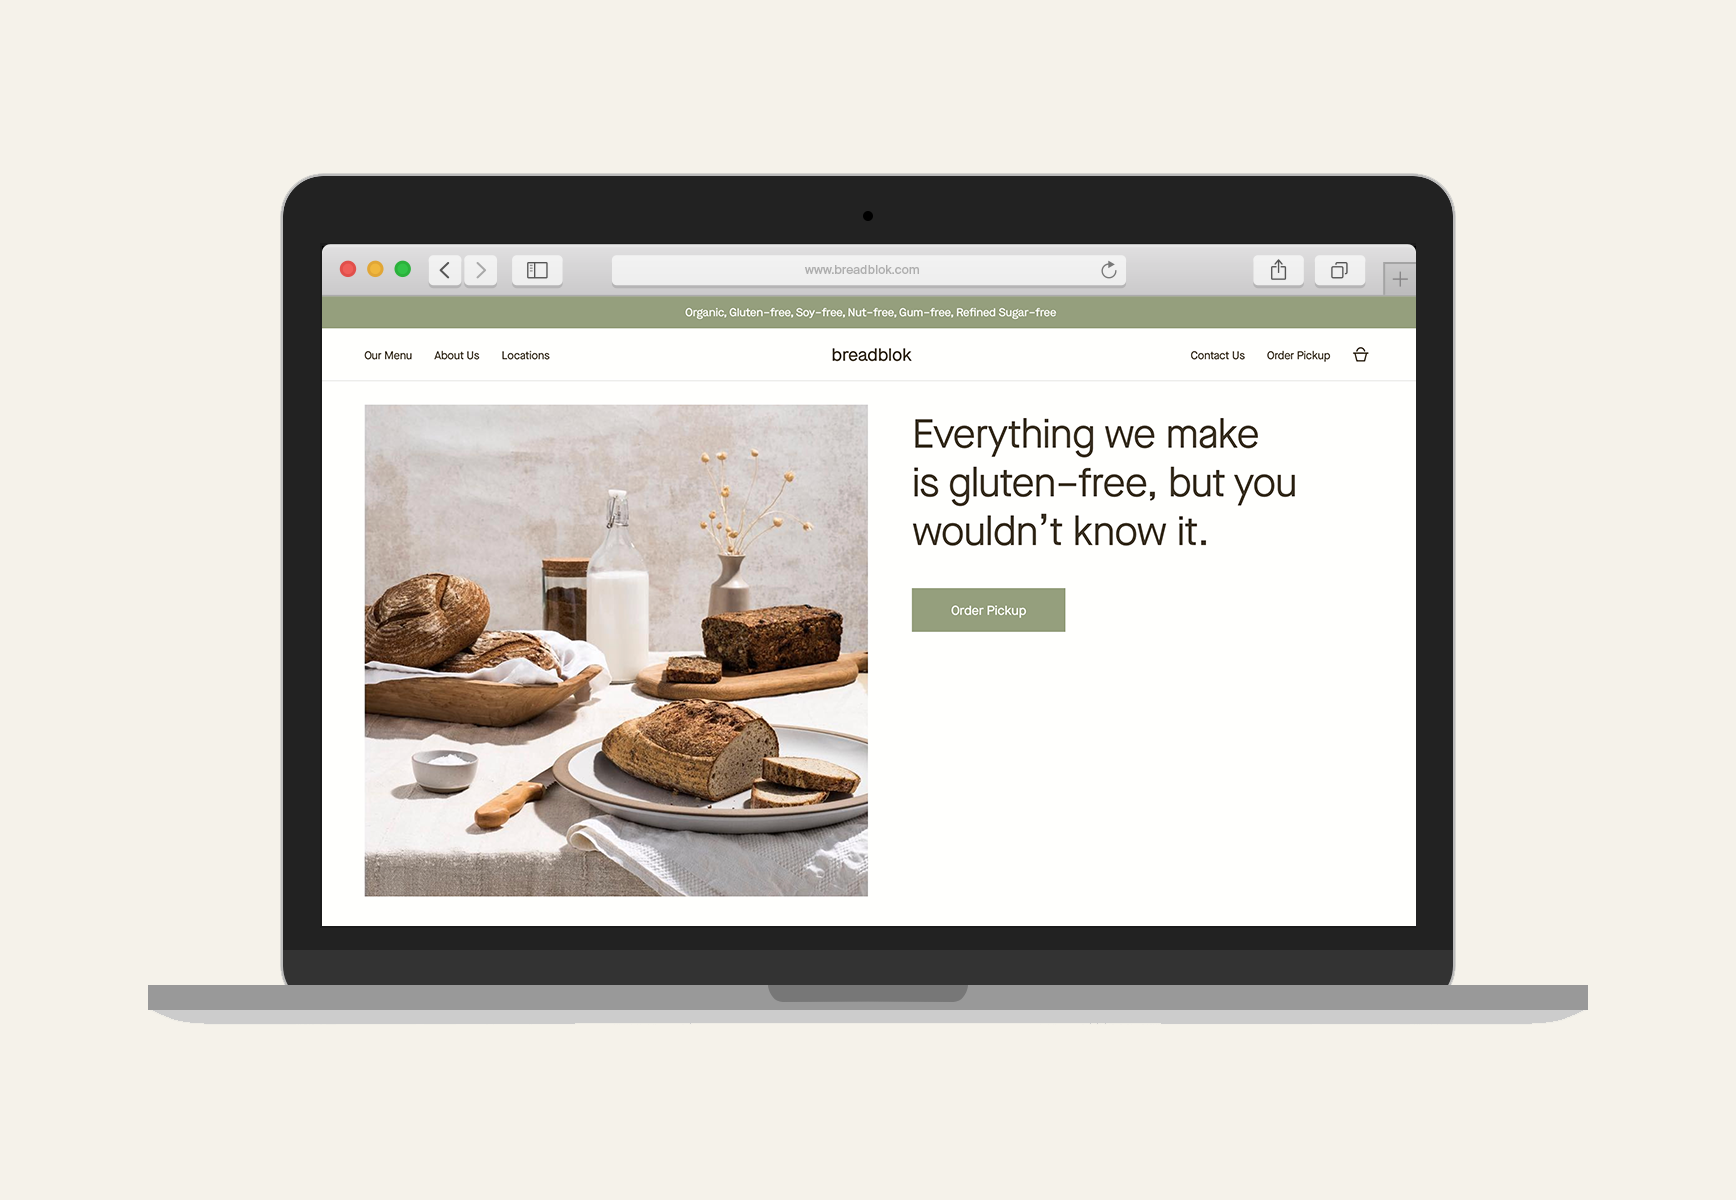 www.breadblok.com
Organic, Gluten-free, Soy-free, Nut-free, Gum-free, Refined Sugar-free
Our Menu About Us Locations breadblok Contact Us Order Pickup
Everything we make
is gluten-free, but you
wouldn't know it.
Order Pickup